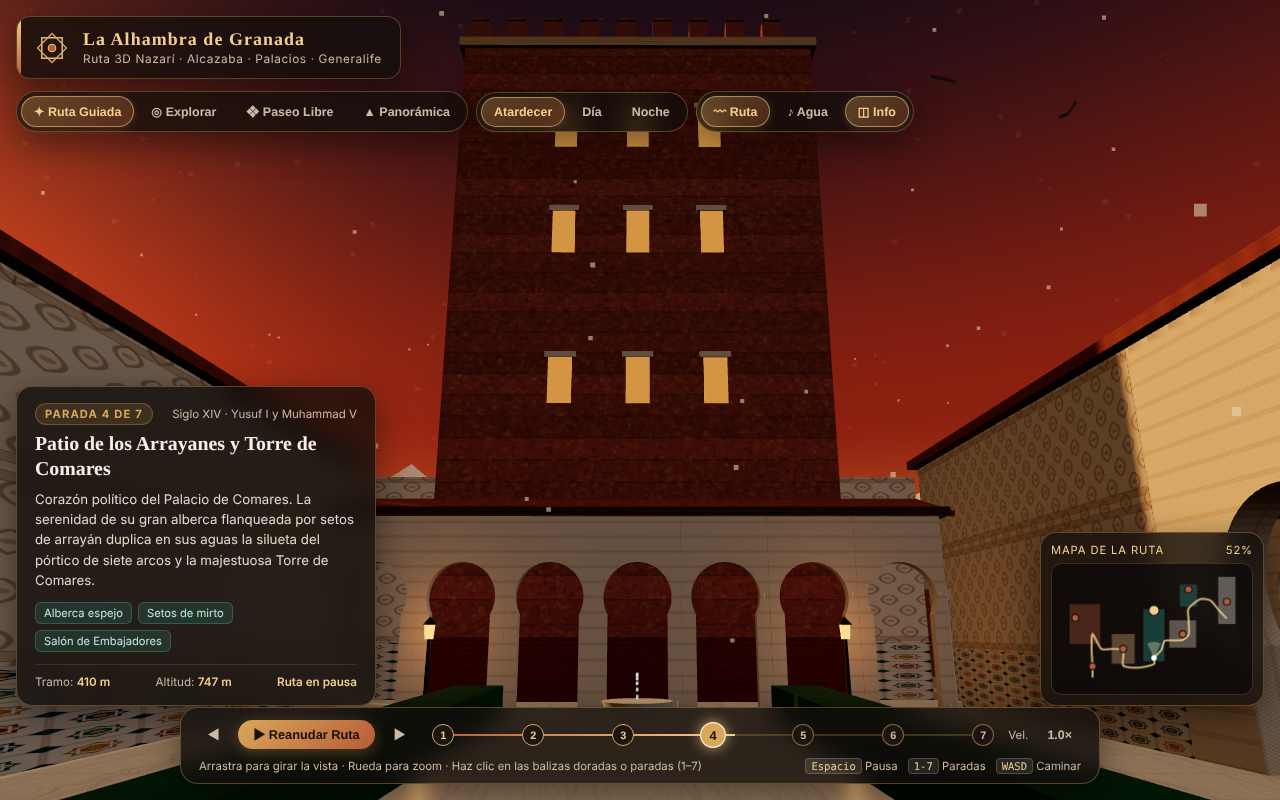 La Alhambra de Granada
Ruta 3D Nazarí · Alcazaba · Palacios · Generalife
✦ Ruta Guiada
◎ Explorar
❖ Paseo Libre
▲ Panorámica
Atardecer
Día
Noche
〰 Ruta
♪ Agua
◫ Info
PARADA 4 DE 7
Siglo XIV · Yusuf I y Muhammad V
Patio de los Arrayanes y Torre de
Comares
Corazón político del Palacio de Comares. La
serenidad de su gran alberca flanqueada por setos
de arrayán duplica en sus aguas la silueta del
pórtico de siete arcos y la majestuosa Torre de
Comares.
Alberca espejo
Setos de mirto
Salón de Embajadores
Tramo: 410 m
Altitud: 747 m
Ruta en pausa
MAPA DE LA RUTA
52%
◀ ▶ Reanudar Ruta ▶
1 2 3 4 5 6 7
Vel. 1.0×
Arrastra para girar la vista · Rueda para zoom · Haz clic en las balizas doradas o paradas (1–7)
Espacio Pausa 1-7 Paradas WASD Caminar